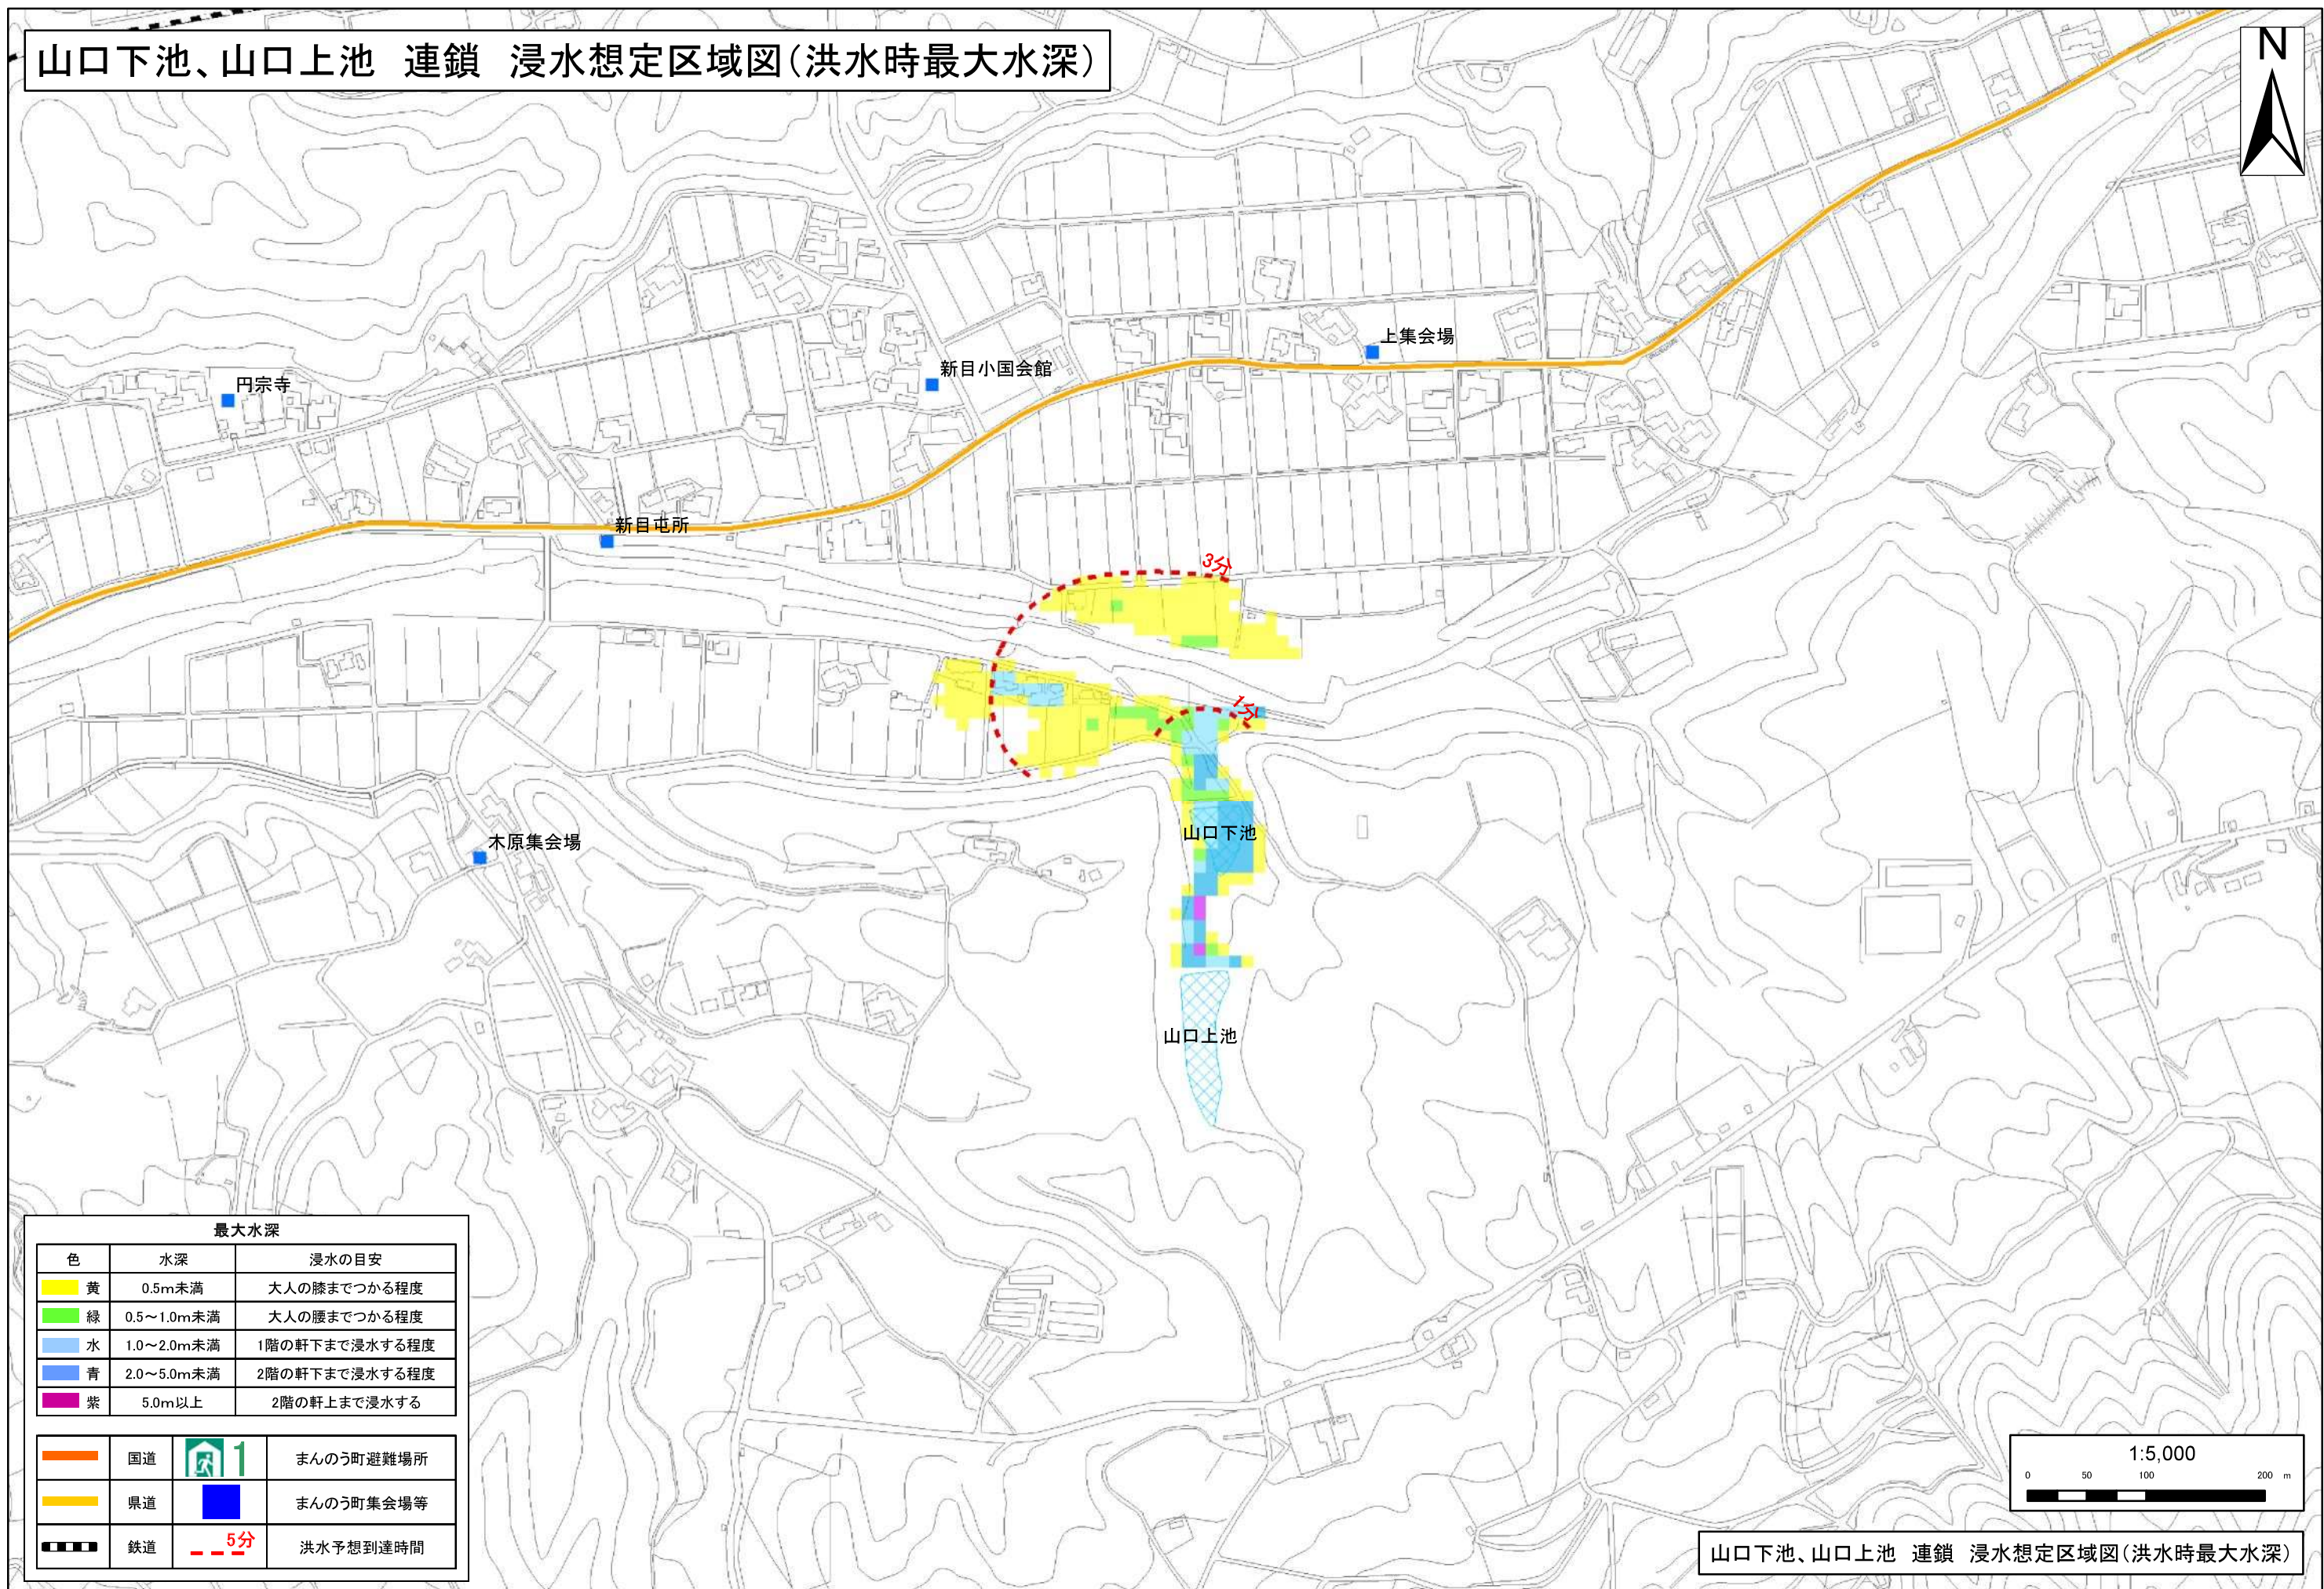 山口下池、山口上池　連鎖　浸水想定区域図（洪水時最大水深）
N
上集会場
新目小国会館
円宗寺
新目屯所
3分
1分
山口下池
木原集会場
山口上池
最大水深
色　水深　浸水の目安
黄　0.5m未満　大人の膝までつかる程度
緑　0.5～1.0m未満　大人の腰までつかる程度
水　1.0～2.0m未満　1階の軒下まで浸水する程度
青　2.0～5.0m未満　2階の軒下まで浸水する程度
紫　5.0m以上　2階の軒上まで浸水する
国道　1　まんのう町避難場所
県道　まんのう町集会場等
鉄道　5分　洪水予想到達時間
1:5,000
0　50　100　200　m
山口下池、山口上池　連鎖　浸水想定区域図（洪水時最大水深）